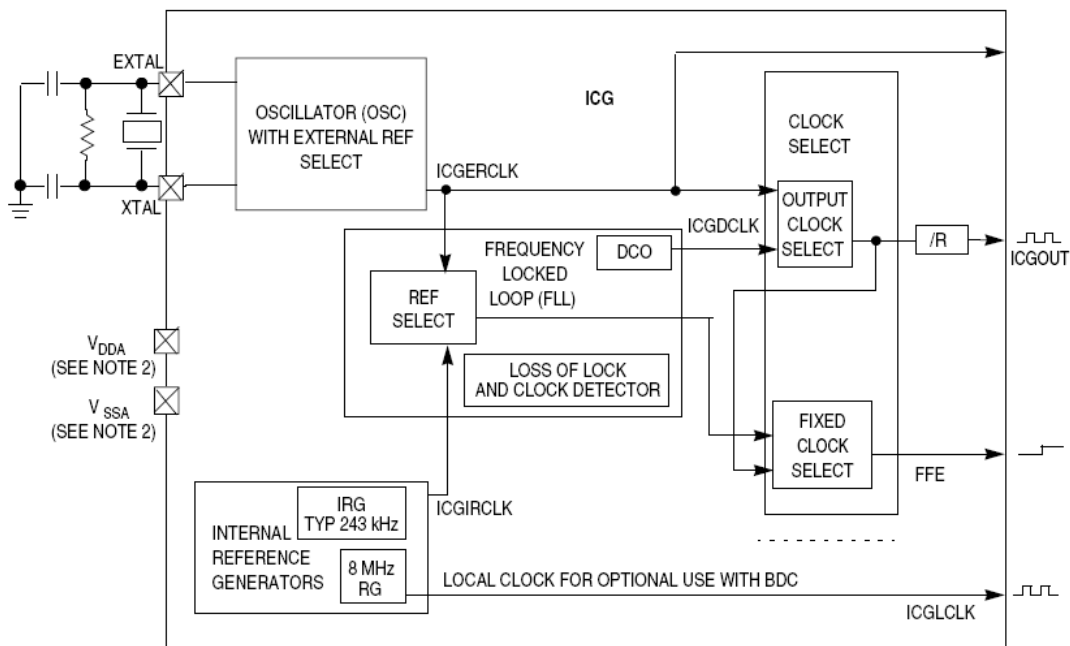 EXTAL
XTAL
OSCILLATOR (OSC)
WITH EXTERNAL REF
SELECT
ICG
ICGERCLK
CLOCK
SELECT
OUTPUT
CLOCK
SELECT
ICGDCLK
DCO
FREQUENCY
LOCKED
LOOP (FLL)
REF
SELECT
LOSS OF LOCK
AND CLOCK DETECTOR
/R
ICGOUT
VDDA
(SEE NOTE 2)
VSSA
(SEE NOTE 2)
FIXED
CLOCK
SELECT
FFE
IRG
TYP 243 kHz
ICGIRCLK
INTERNAL
REFERENCE
GENERATORS
8 MHz
RG
LOCAL CLOCK FOR OPTIONAL USE WITH BDC
ICGLCLK